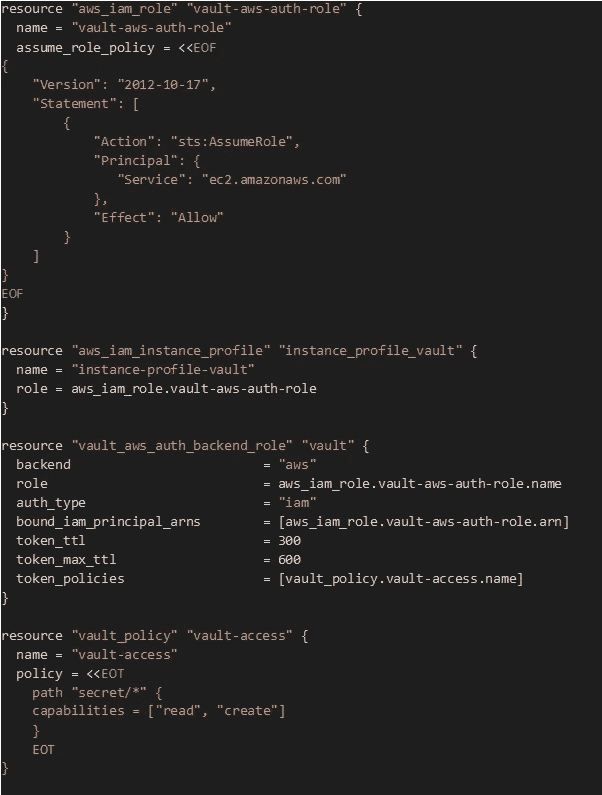 resource "aws_iam_role" "vault-aws-auth-role" {
  name = "vault-aws-auth-role"
  assume_role_policy = <<EOF
{
    "Version": "2012-10-17",
    "Statement": [
        {
            "Action": "sts:AssumeRole",
            "Principal": {
               "Service": "ec2.amazonaws.com"
            },
            "Effect": "Allow"
        }
    ]
}
EOF
}

resource "aws_iam_instance_profile" "instance_profile_vault" {
  name = "instance-profile-vault"
  role = aws_iam_role.vault-aws-auth-role
}

resource "vault_aws_auth_backend_role" "vault" {
  backend                         = "aws"
  role                            = aws_iam_role.vault-aws-auth-role.name
  auth_type                       = "iam"
  bound_iam_principal_arns        = [aws_iam_role.vault-aws-auth-role.arn]
  token_ttl                       = 300
  token_max_ttl                   = 600
  token_policies                  = [vault_policy.vault-access.name]
}

resource "vault_policy" "vault-access" {
  name = "vault-access"
  policy = <<EOT
    path "secret/*" {
    capabilities = ["read", "create"]
    }
    EOT
}